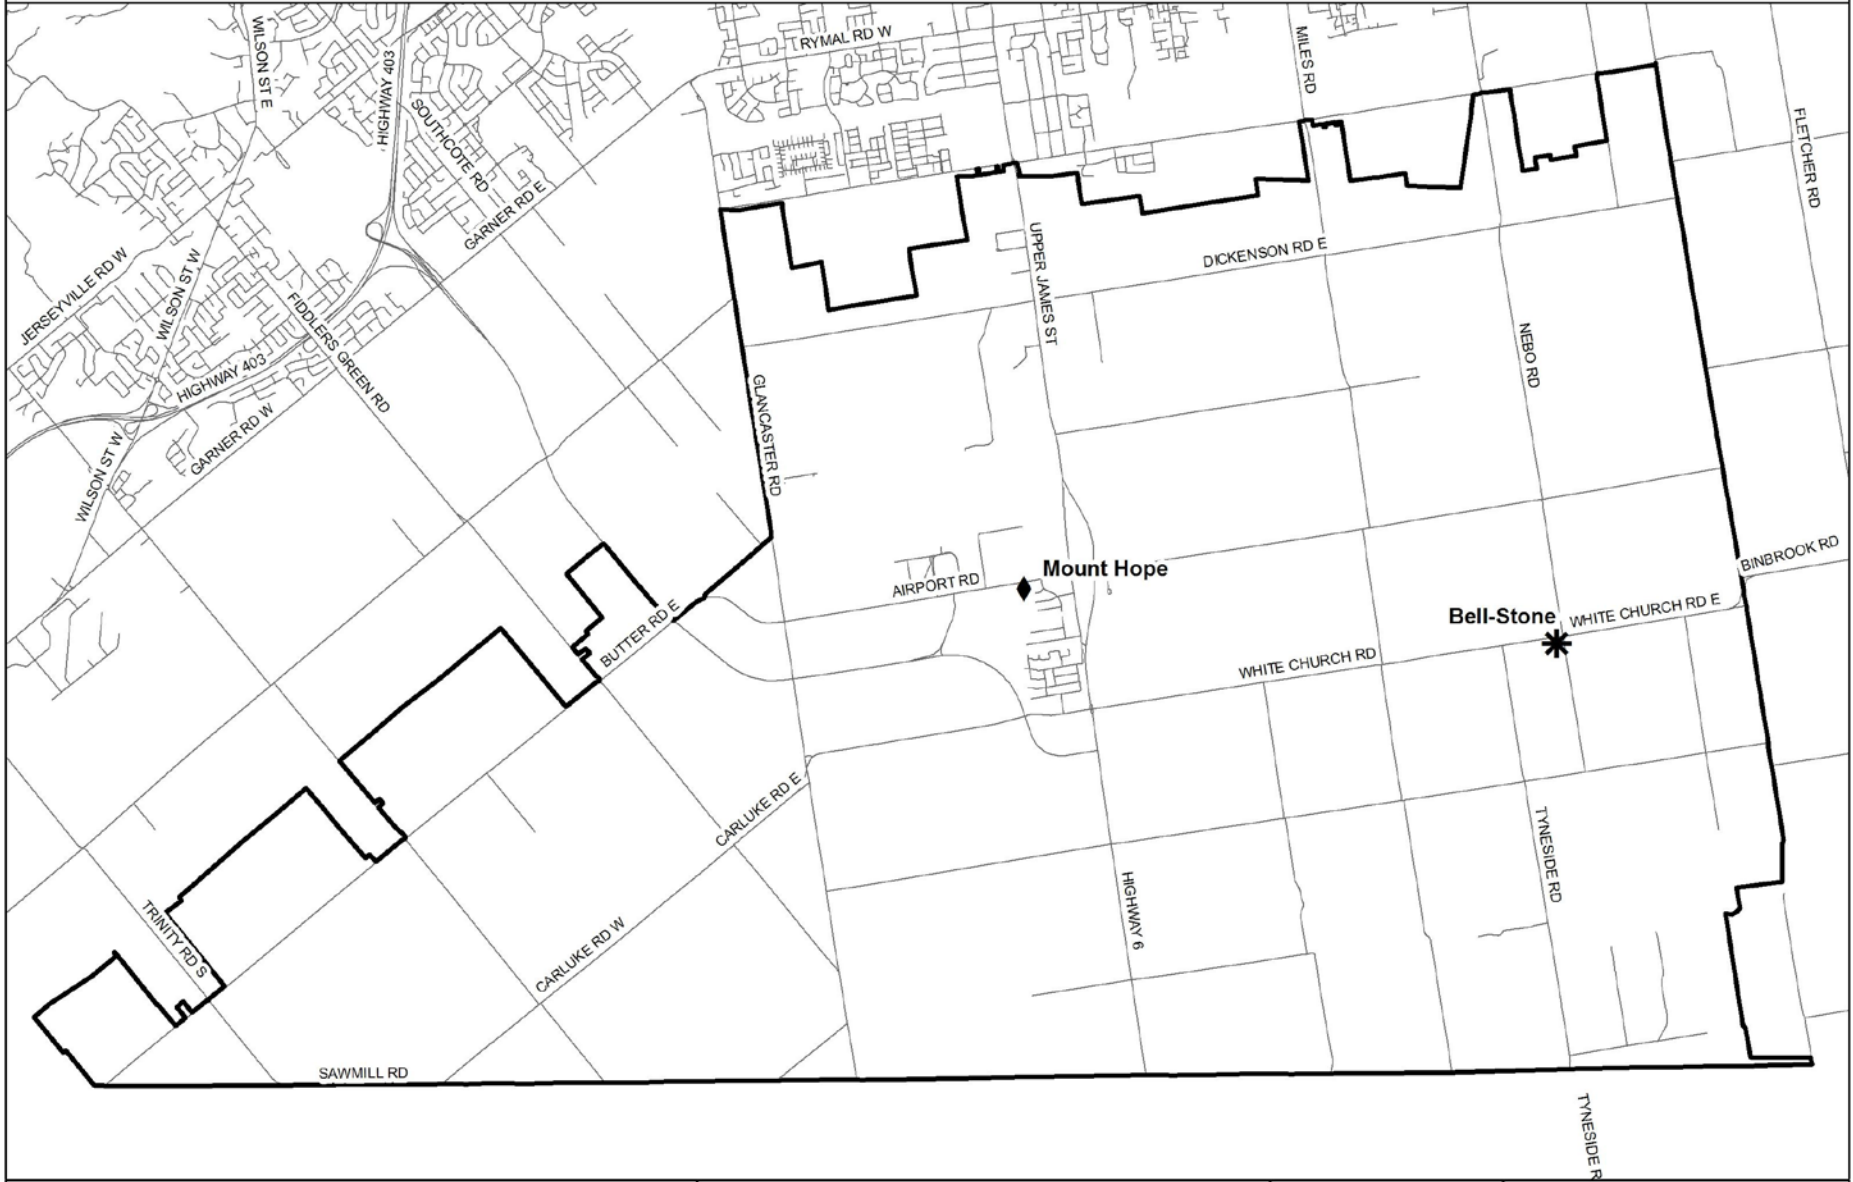 WILSON ST E
HIGHWAY 403
RYMAL RD W
MILES RD
SOUTHCOTE RD
FLETCHER RD
GARNER RD E
JERSEYVILLE RD W
WILSON ST W
UPPER JAMES ST
DICKENSON RD E
FIDDLERS GREEN RD
NEBO RD
HIGHWAY 403
GLANCASTER RD
GARNER RD W
WILSON ST W
BINBROOK RD
Mount Hope
AIRPORT RD
BUTTER RD E
Bell-Stone
WHITE CHURCH RD E
WHITE CHURCH RD
CARLUKE RD E
TYNESIDE RD
HIGHWAY 6
TRINITY RD S
CARLUKE RD W
SAWMILL RD
TYNESIDE R